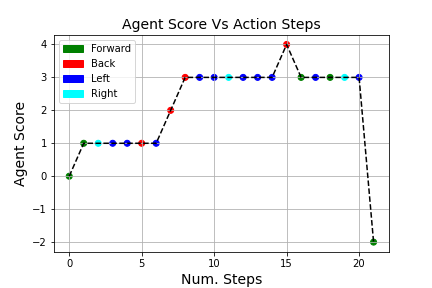 Agent Score Vs Action Steps
4
3
2
1
0
−1
−2
Agent Score
Forward
Back
Left
Right
0 5 10 15 20
Num. Steps